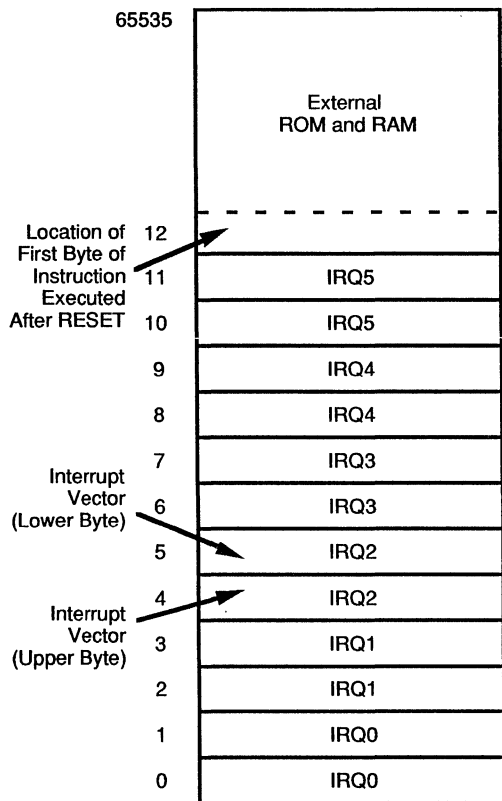 65535
External
ROM and RAM
Location of
First Byte of
Instruction
Executed
After RESET
12
11 IRQ5
10 IRQ5
9 IRQ4
8 IRQ4
7 IRQ3
Interrupt
Vector
(Lower Byte)
6 IRQ3
5 IRQ2
4 IRQ2
Interrupt
Vector
(Upper Byte)
3 IRQ1
2 IRQ1
1 IRQ0
0 IRQ0